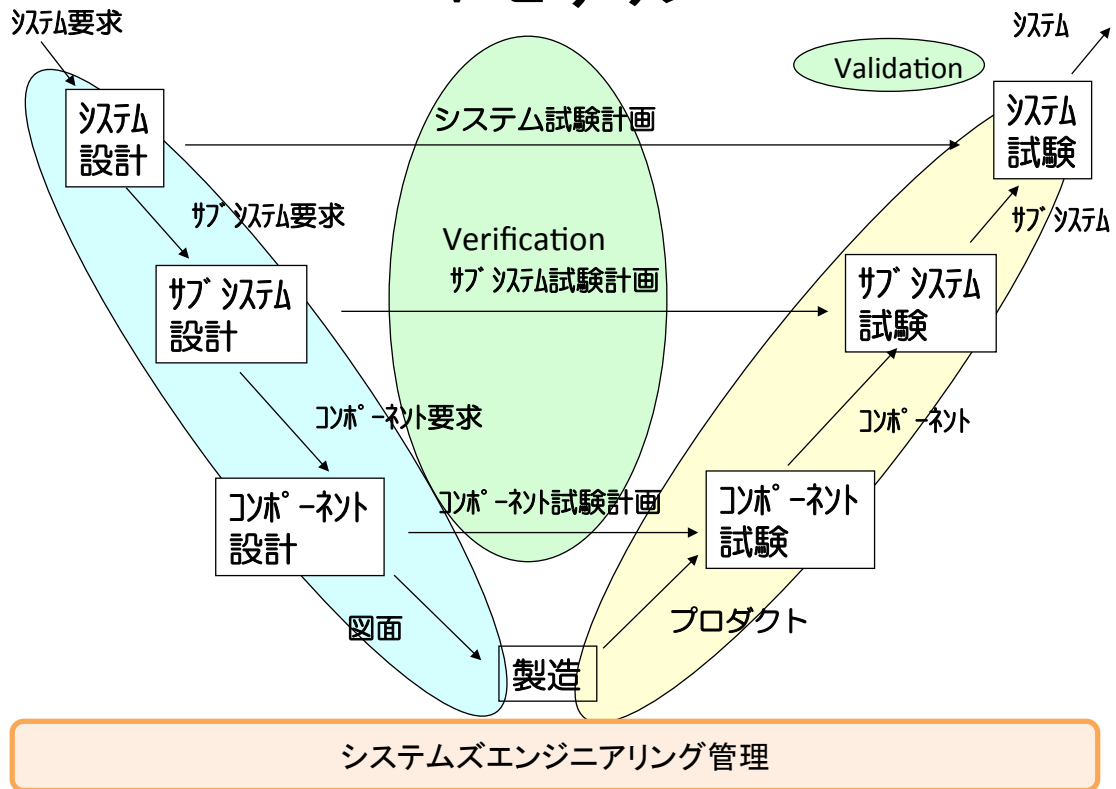 システム要求
システム
Validation
システム
設計
システム
試験
システム試験計画
サブシステム要求
サブシステム
Verification
サブシステム試験計画
サブシステム
設計
サブシステム
試験
コンポーネント要求
コンポーネント
コンポーネント
設計
コンポーネント試験計画
コンポーネント
試験
図面
プロダクト
製造
システムズエンジニアリング管理